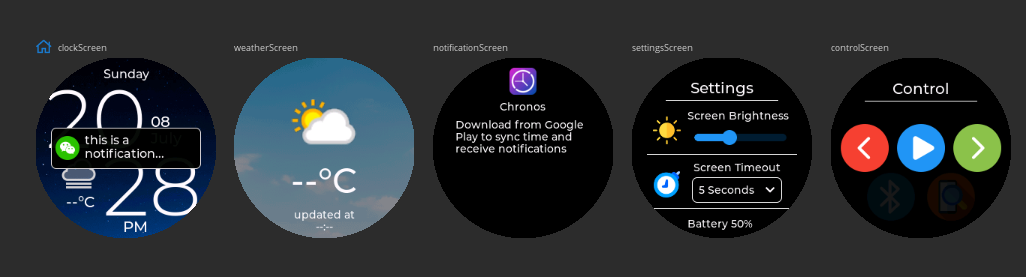 clockScreen
Sunday
20
08
July
this is a
notification...
--°C
28
PM
weatherScreen
--°C
updated at
--:--
notificationScreen
Chronos
Download from Google
Play to sync time and
receive notifications
settingsScreen
Settings
Screen Brightness
Screen Timeout
5 Seconds
Battery 50%
controlScreen
Control